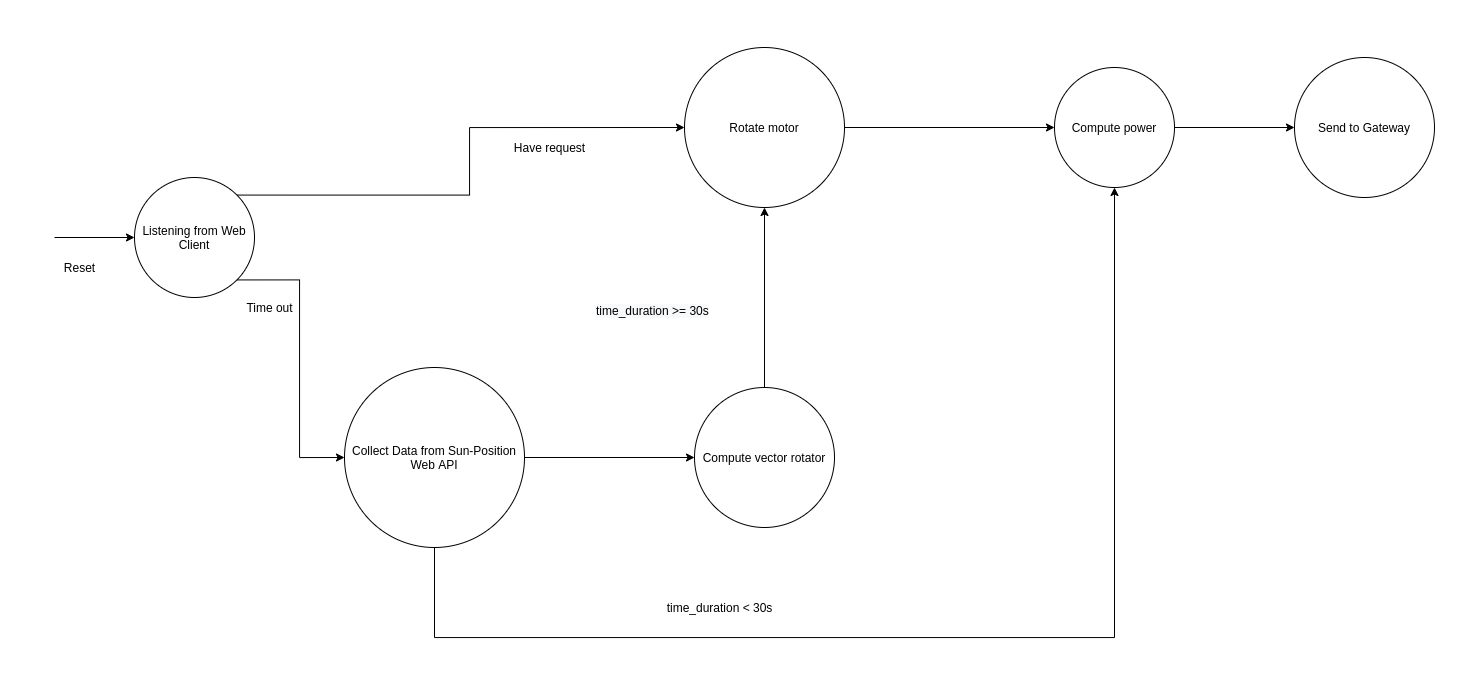 Rotate motor
Compute power
Send to Gateway
Have request
Listening from Web
Client
Reset
Time out
time_duration >= 30s
Collect Data from Sun-Position
Web API
Compute vector rotator
time_duration < 30s